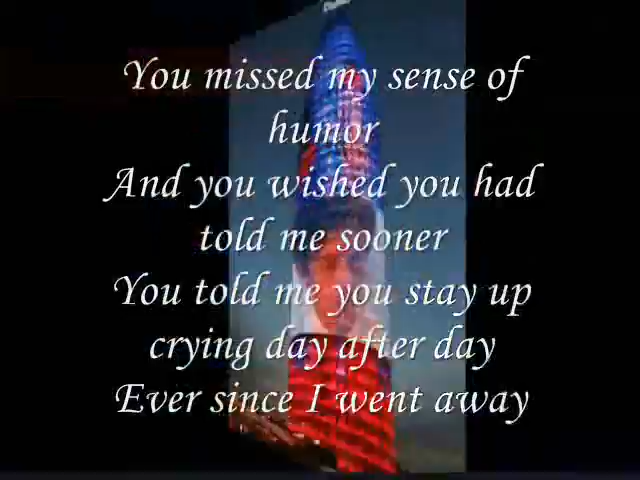 You missed my sense of
humor
And you wished you had
told me sooner
You told me you stay up
crying day after day
Ever since I went away